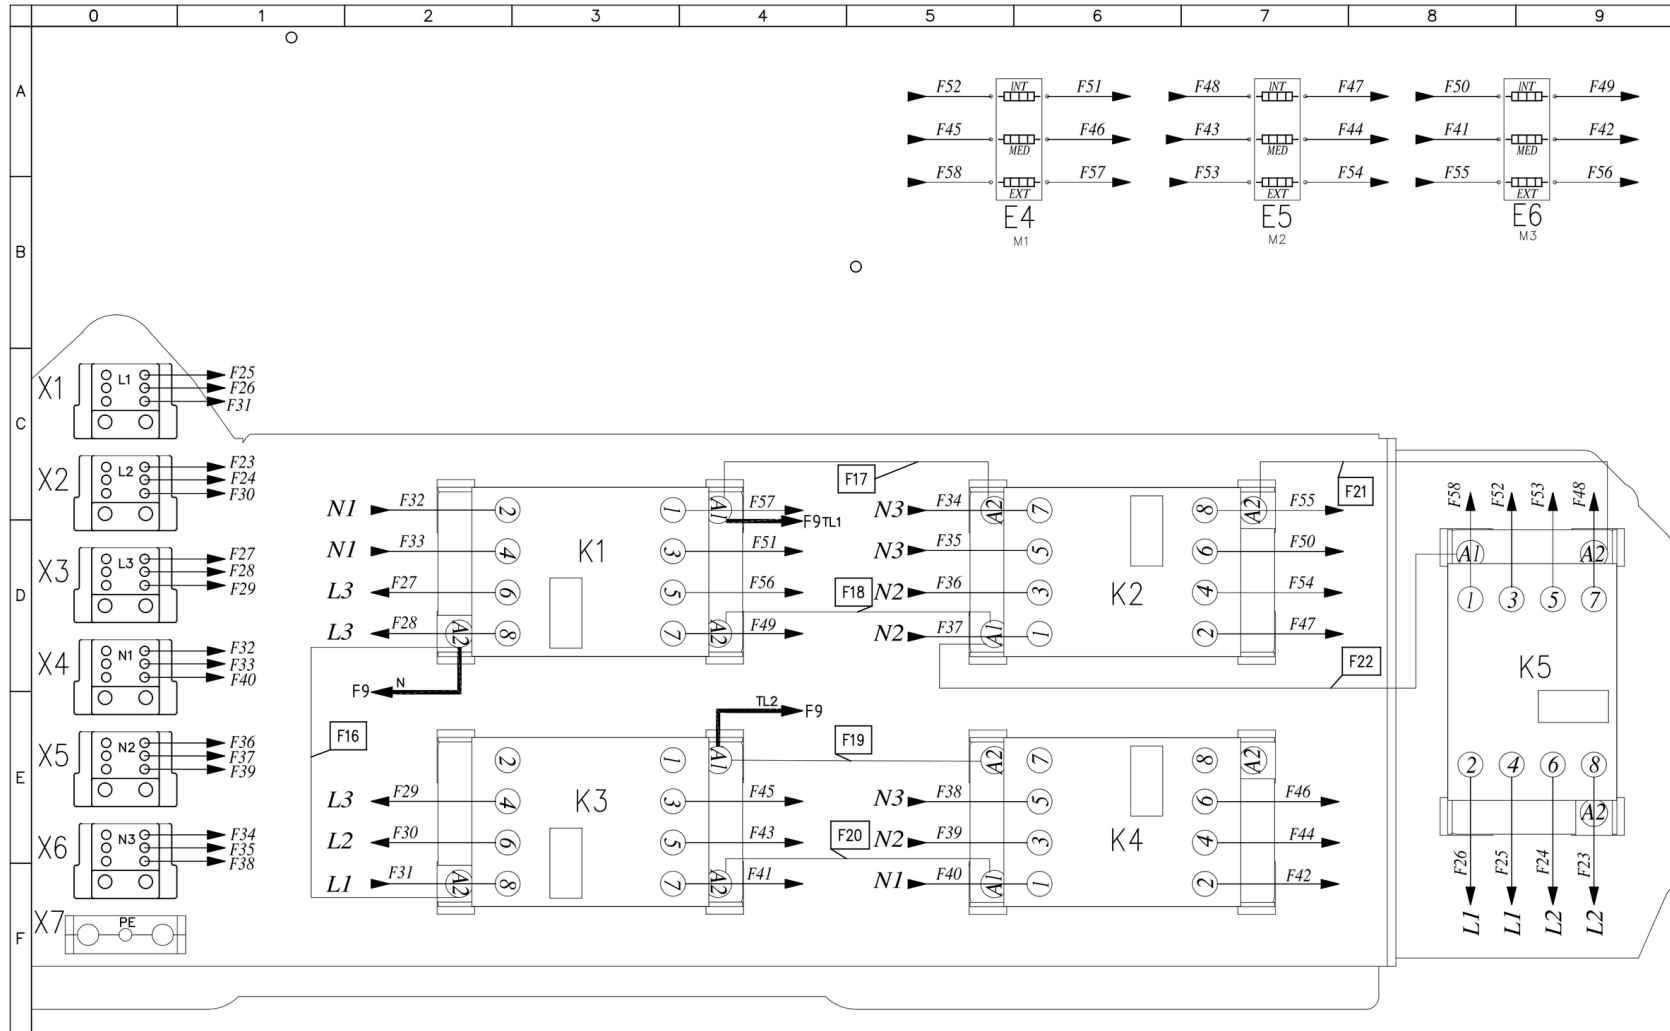 0 1 2 3 4 5 6 7 8 9
A
F52 INT F51 F48 INT F47 F50 INT F49
F45 MED F46 F43 MED F44 F41 MED F42
F58 EXT F57 F53 EXT F54 F55 EXT F56
E4 E5 E6
M1 M2 M3
B
C
X1 L1 F25
F26
F31
X2 L2 F23
F24
F30
X3 L3 F27
F28
F29
X4 N1 F32
F33
F40
X5 N2 F36
F37
F39
X6 N3 F34
F35
F38
X7 PE
D
E
F
F17 F21
N1 F32 2 1 A1 F57
F9 TL1
N1 F33 4 K1 3 F51
L3 F27 6 5 F56
L3 F28 A2 8 7 A2 F49
F9 N
F16
F18
N3 F34 A2 7 8 A2 F55
N3 F35 5 K2 6 F50
N2 F36 3 4 F54
N2 F37 A1 1 2 F47
F22
TL2 F9
2 1 A1 F19
L3 F29 4 K3 3 F45
L2 F30 6 5 F43
L1 F31 A2 8 7 A2 F41
F20
A2 7 8 A2
N3 F38 5 K4 6 F46
N2 F39 3 4 F44
N1 F40 A1 1 2 F42
F58 F52 F53 F48
A1 A2
1 3 5 7
K5
2 4 6 8
A2
F26 F25 F24 F23
L1 L1 L2 L2